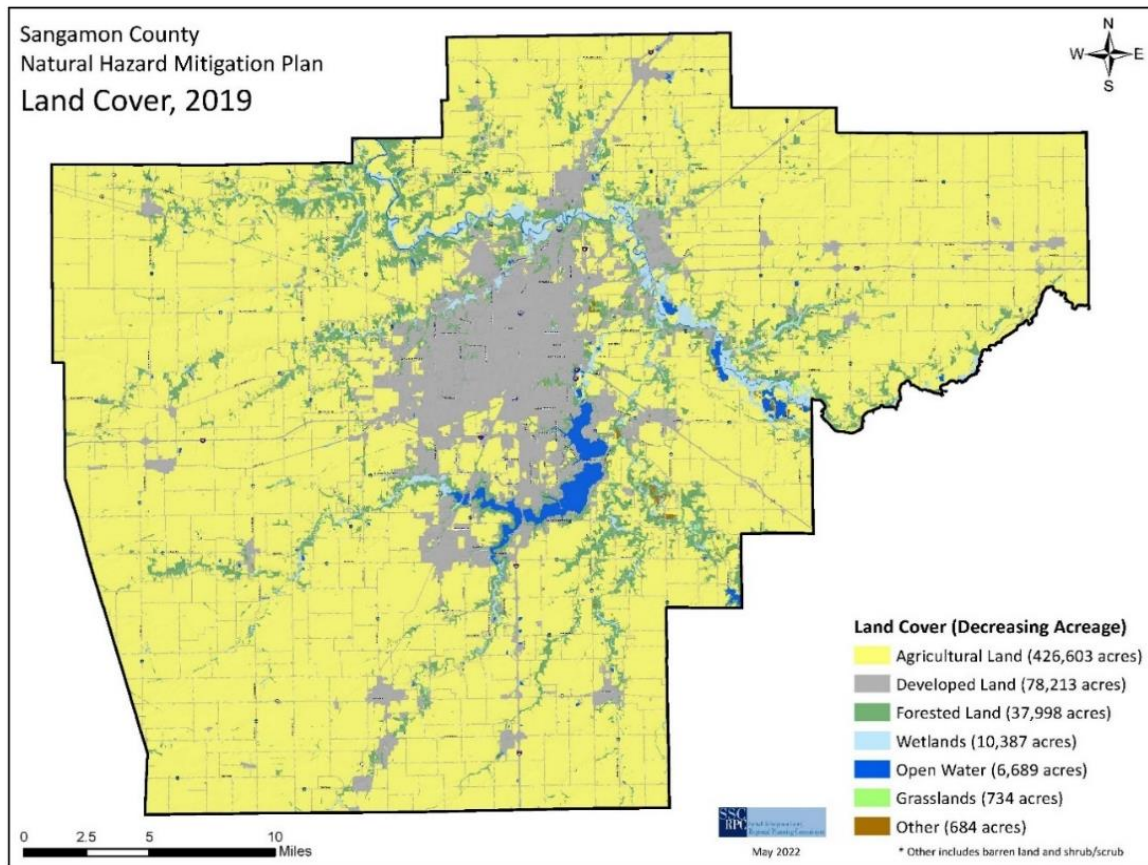 Sangamon County
Natural Hazard Mitigation Plan
Land Cover, 2019
N
W E
S
Land Cover (Decreasing Acreage)
Agricultural Land (426,603 acres)
Developed Land (78,213 acres)
Forested Land (37,998 acres)
Wetlands (10,387 acres)
Open Water (6,689 acres)
Grasslands (734 acres)
Other (684 acres)
* Other includes barren land and shrub/scrub
SSC
RPC
Regional Planning Commission
May 2022
0 2.5 5 10
Miles